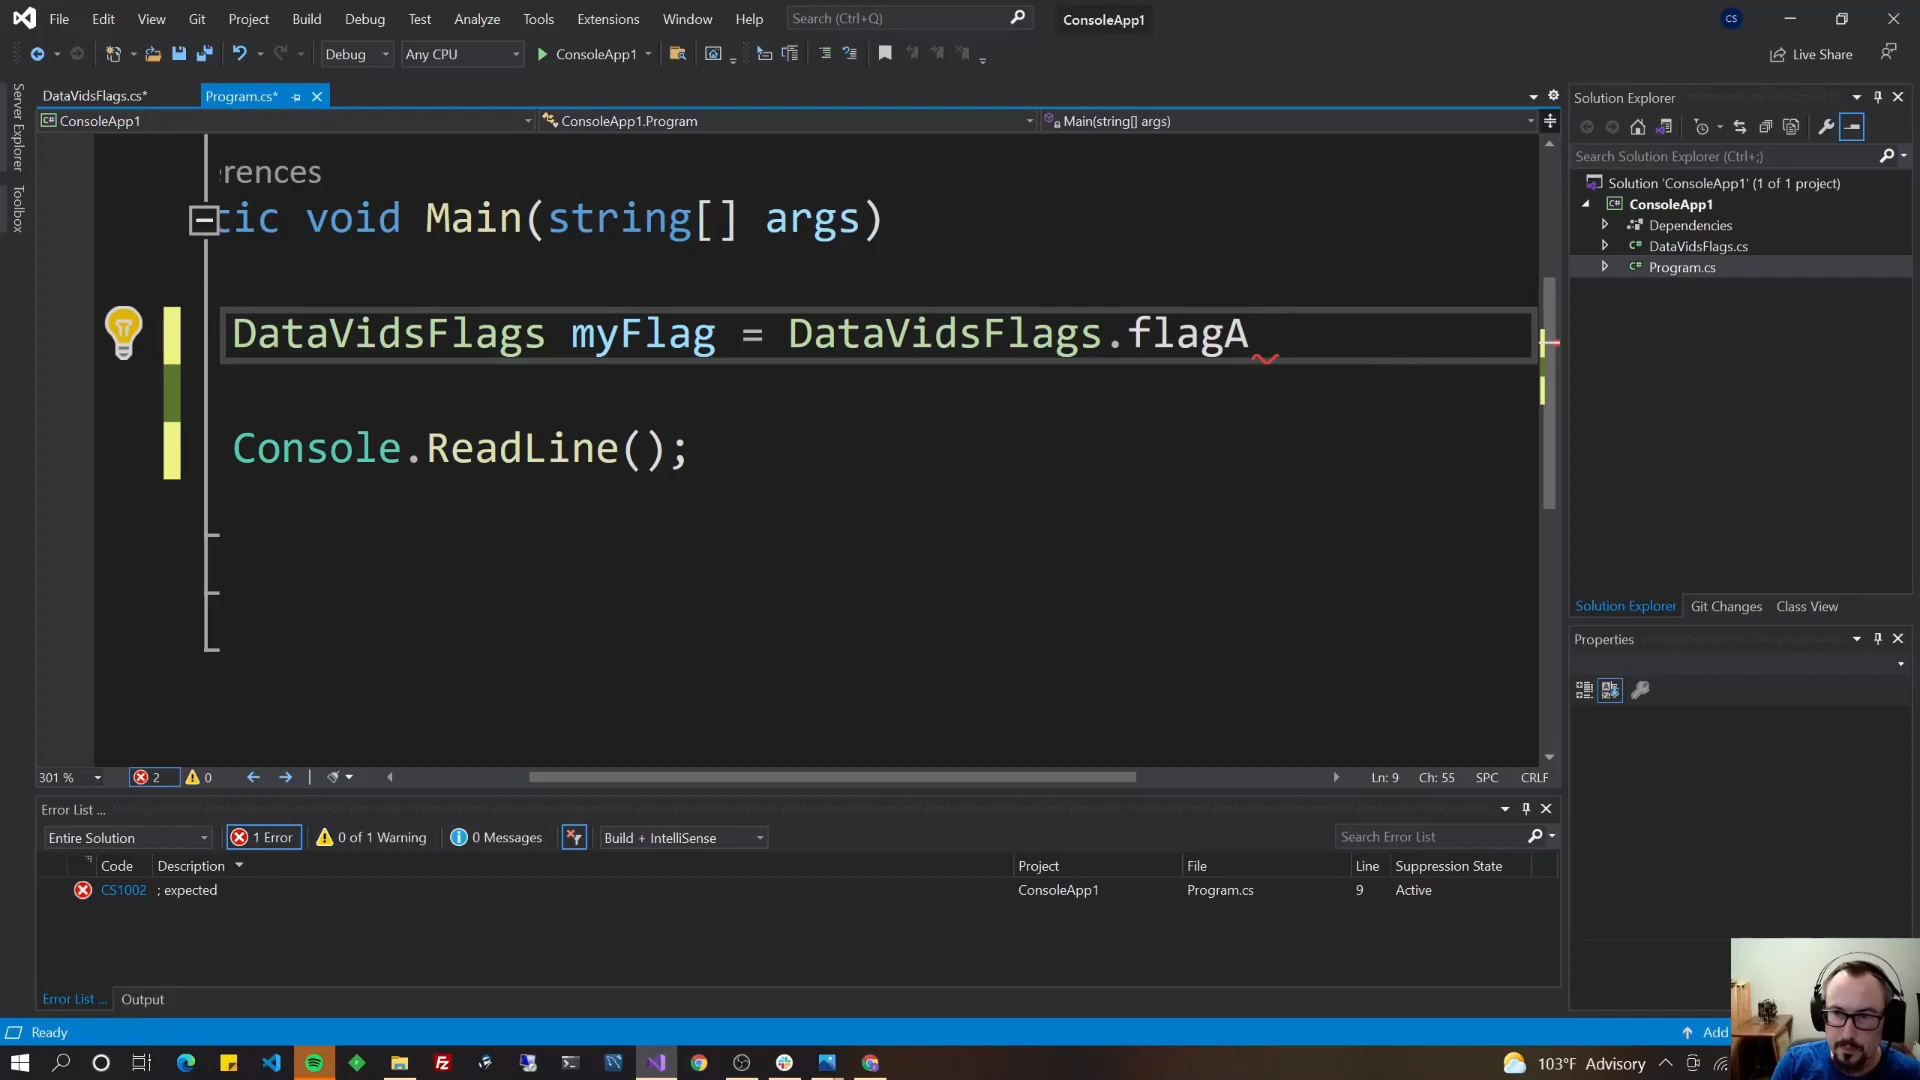 File Edit View Git Project Build Debug Test Analyze Tools Extensions Window Help Search (Ctrl+Q) ConsoleApp1 CS
Debug Any CPU ConsoleApp1 Live Share
DataVidsFlags.cs* Program.cs*
ConsoleApp1 ConsoleApp1.Program Main(string[] args)
Server Explorer
Toolbox
rences
tic void Main(string[] args)
DataVidsFlags myFlag = DataVidsFlags.flagA
Console.ReadLine();
301 % 2 0 Ln: 9 Ch: 55 SPC CRLF
Solution Explorer
Search Solution Explorer (Ctrl+;)
Solution 'ConsoleApp1' (1 of 1 project)
ConsoleApp1
Dependencies
DataVidsFlags.cs
Program.cs
Solution Explorer Git Changes Class View
Properties
Error List ...
Entire Solution 1 Error 0 of 1 Warning 0 Messages Build + IntelliSense Search Error List
Code Description Project File Line Suppression State
CS1002 ; expected ConsoleApp1 Program.cs 9 Active
Error List ... Output
Ready Add
103°F Advisory